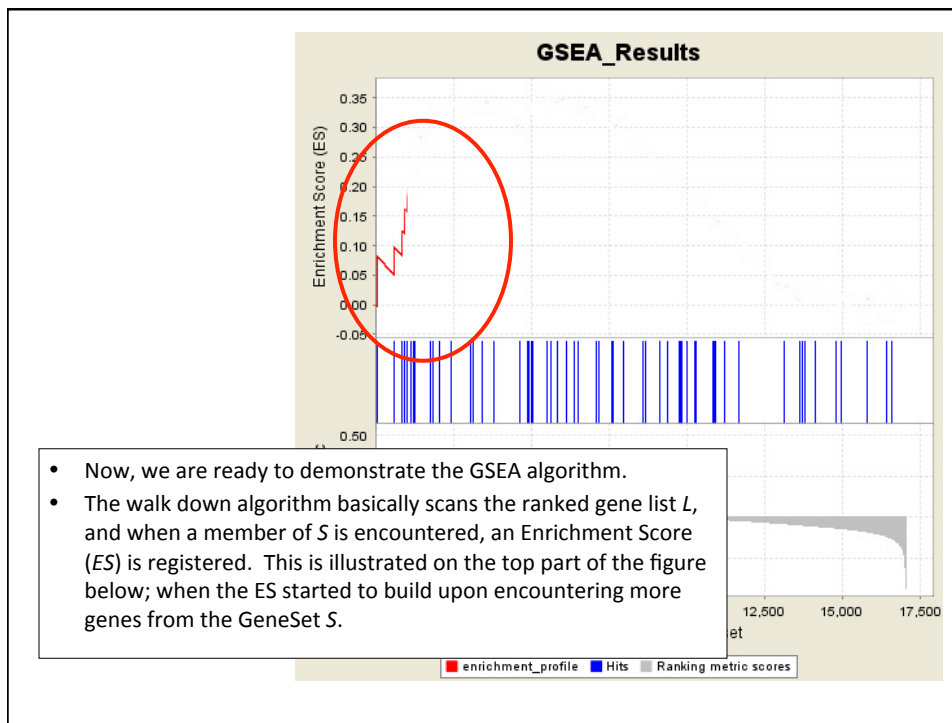 GSEA_Results
Enrichment Score (ES)
0.35
0.30
0.25
0.20
0.15
0.10
0.05
0.00
-0.05
0.50
• Now, we are ready to demonstrate the GSEA algorithm.
• The walk down algorithm basically scans the ranked gene list L,
and when a member of S is encountered, an Enrichment Score
(ES) is registered. This is illustrated on the top part of the figure
below; when the ES started to build upon encountering more
genes from the GeneSet S.
12,500 15,000 17,500
set
enrichment_profile Hits Ranking metric scores